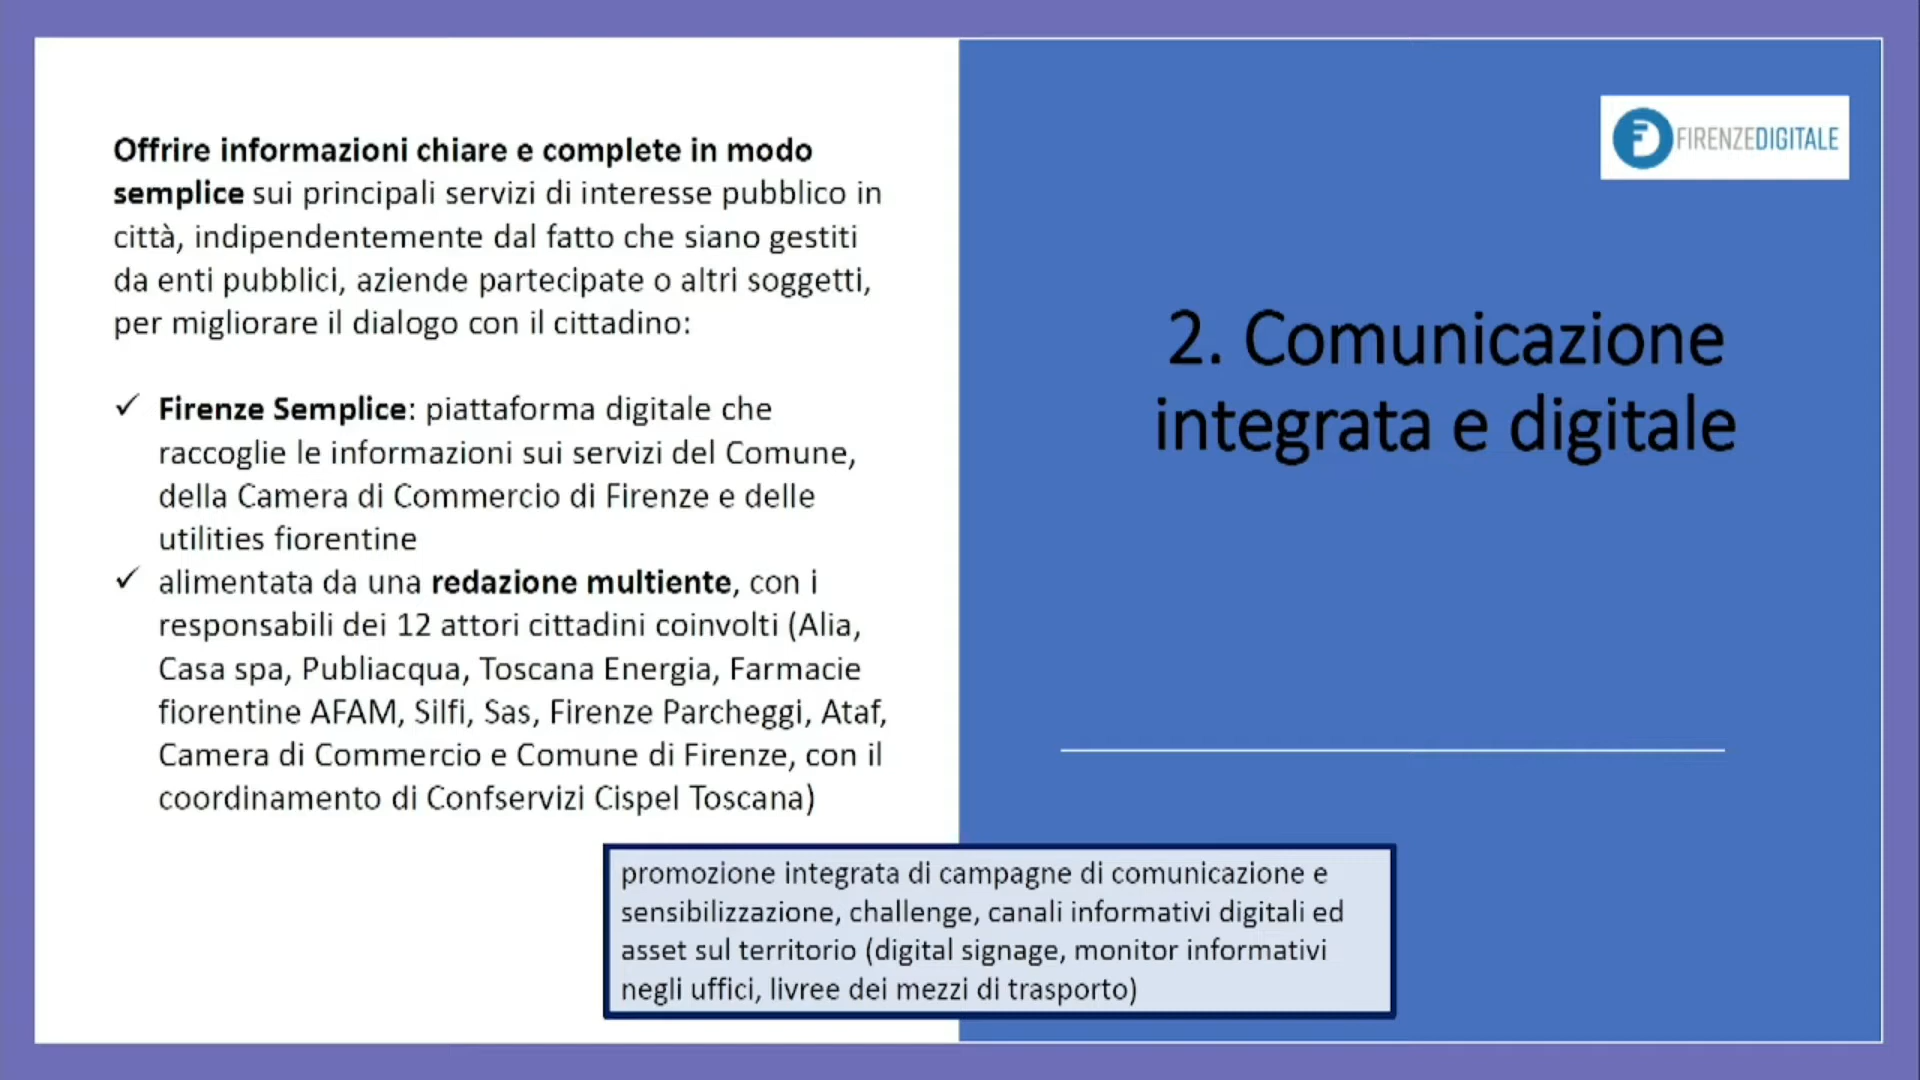 Offrire informazioni chiare e complete in modo
semplice sui principali servizi di interesse pubblico in
città, indipendentemente dal fatto che siano gestiti
da enti pubblici, aziende partecipate o altri soggetti,
per migliorare il dialogo con il cittadino:
✓ Firenze Semplice: piattaforma digitale che
raccoglie le informazioni sui servizi del Comune,
della Camera di Commercio di Firenze e delle
utilities fiorentine
✓ alimentata da una redazione multiente, con i
responsabili dei 12 attori cittadini coinvolti (Alia,
Casa spa, Publiacqua, Toscana Energia, Farmacie
fiorentine AFAM, Silfi, Sas, Firenze Parcheggi, Ataf,
Camera di Commercio e Comune di Firenze, con il
coordinamento di Confservizi Cispel Toscana)
promozione integrata di campagne di comunicazione e
sensibilizzazione, challenge, canali informativi digitali ed
asset sul territorio (digital signage, monitor informativi
negli uffici, livree dei mezzi di trasporto)
FIRENZEDIGITALE
2. Comunicazione
integrata e digitale